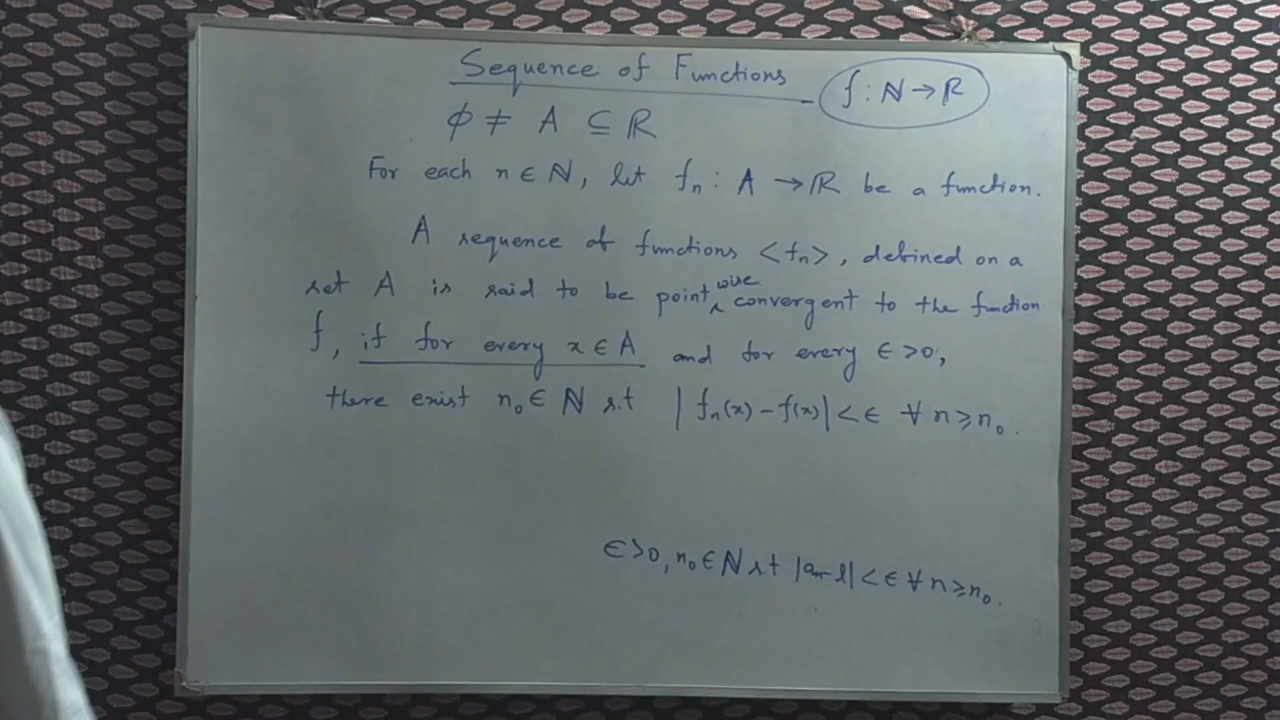 Sequence of Functions
f : ℕ → ℝ
ϕ ≠ A ⊆ ℝ
For each n ∈ ℕ, let fₙ : A → ℝ be a function.
A sequence of functions <fₙ>, defined on a
set A is said to be pointwise convergent to the function
f, if for every x ∈ A and for every ϵ > 0,
there exist n₀ ∈ ℕ s.t |fₙ(x) - f(x)| < ϵ ∀ n ⩾ n₀.
ϵ > 0, n₀ ∈ ℕ s.t |aₙ - l| < ϵ ∀ n ⩾ n₀.